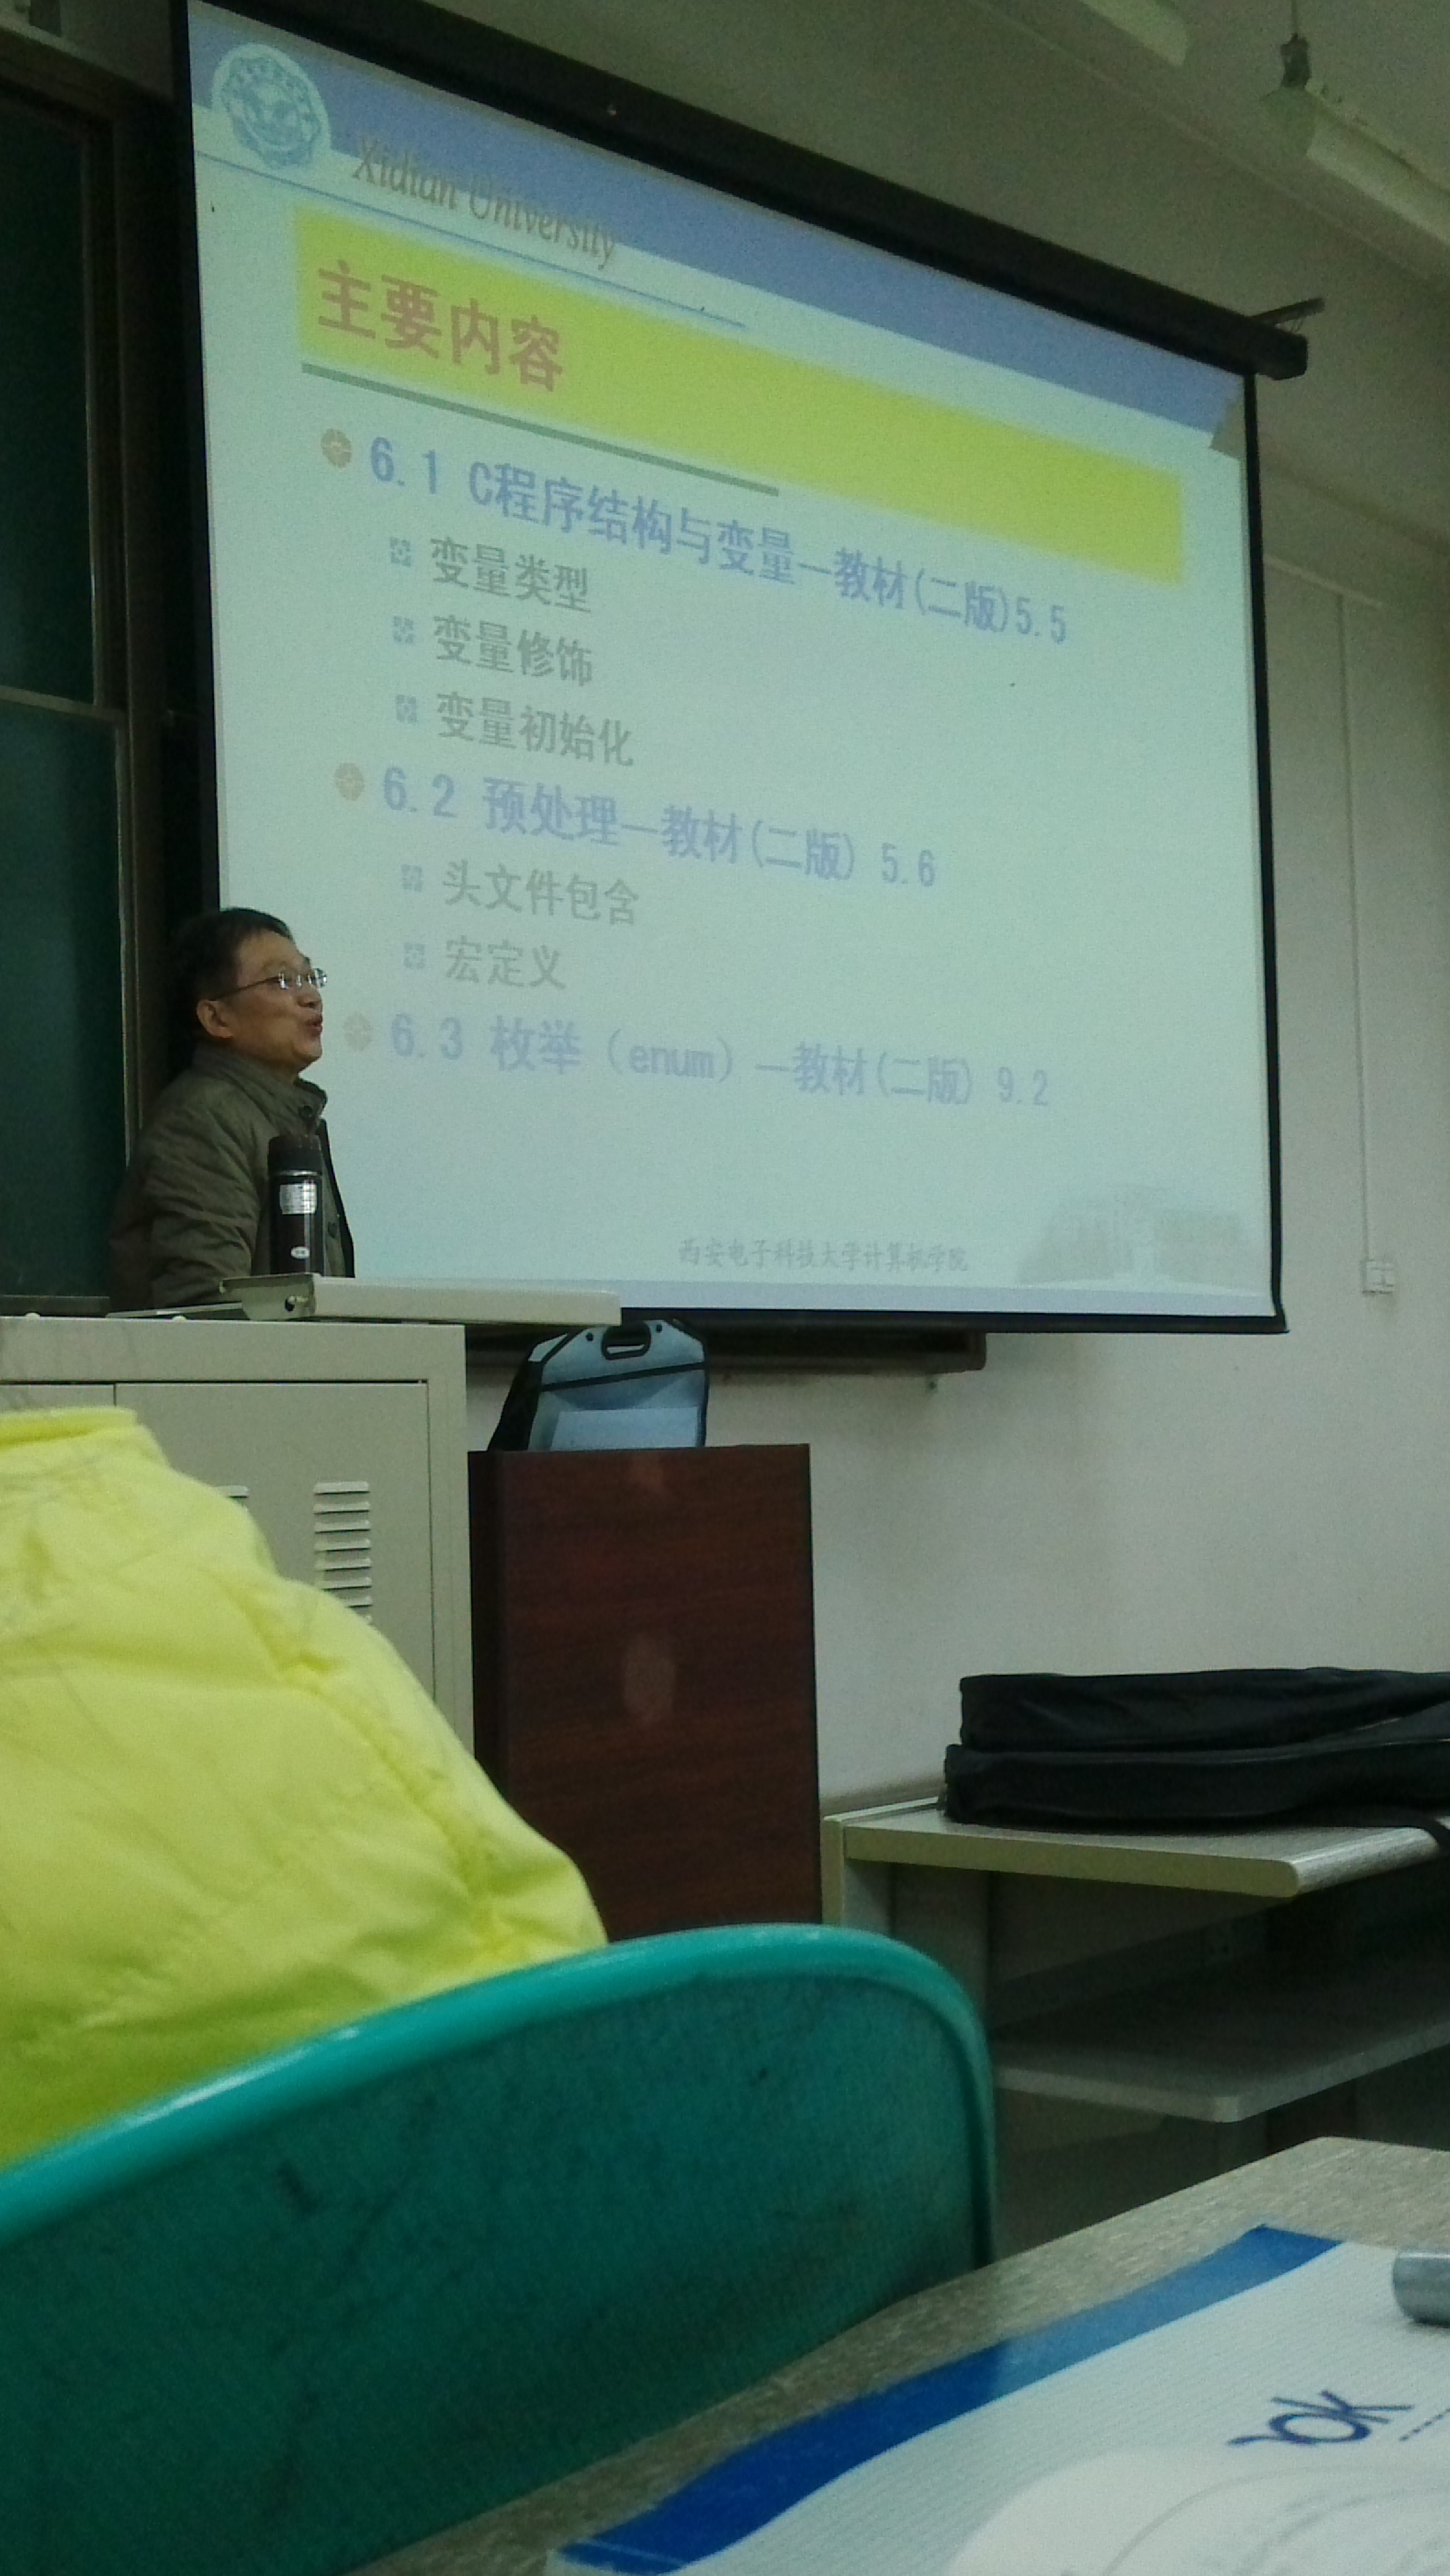 Xidian University
主要内容
6.1 C程序结构与变量—教材(二版)5.5
变量类型
变量修饰
变量初始化
6.2 预处理—教材(二版) 5.6
头文件包含
宏定义
6.3 枚举（enum）—教材(二版) 9.2
西安电子科技大学计算机学院